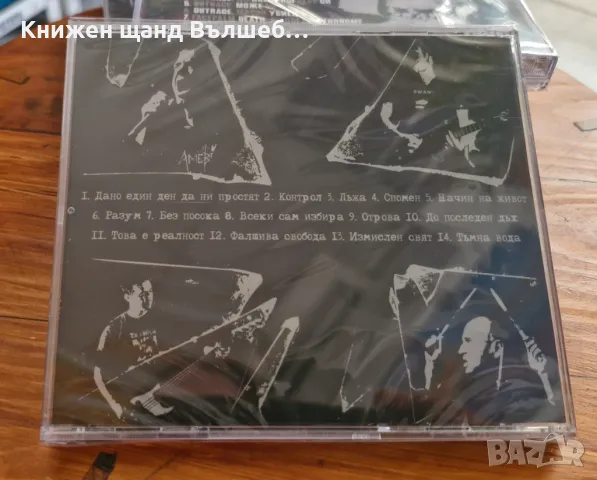 Книжен щанд Вълшеб...
1. Дано един ден да ни простят 2. Контрол 3. Лъжа 4. Спомен 5. Начин на живот
6. Разум 7. Без посока 8. Всеки сам избира 9. Отрова 10. До последен дъх
11. Това е реалност 12. Фалшива свобода 13. Измислен свят 14. Тъмна вода
BAZAR